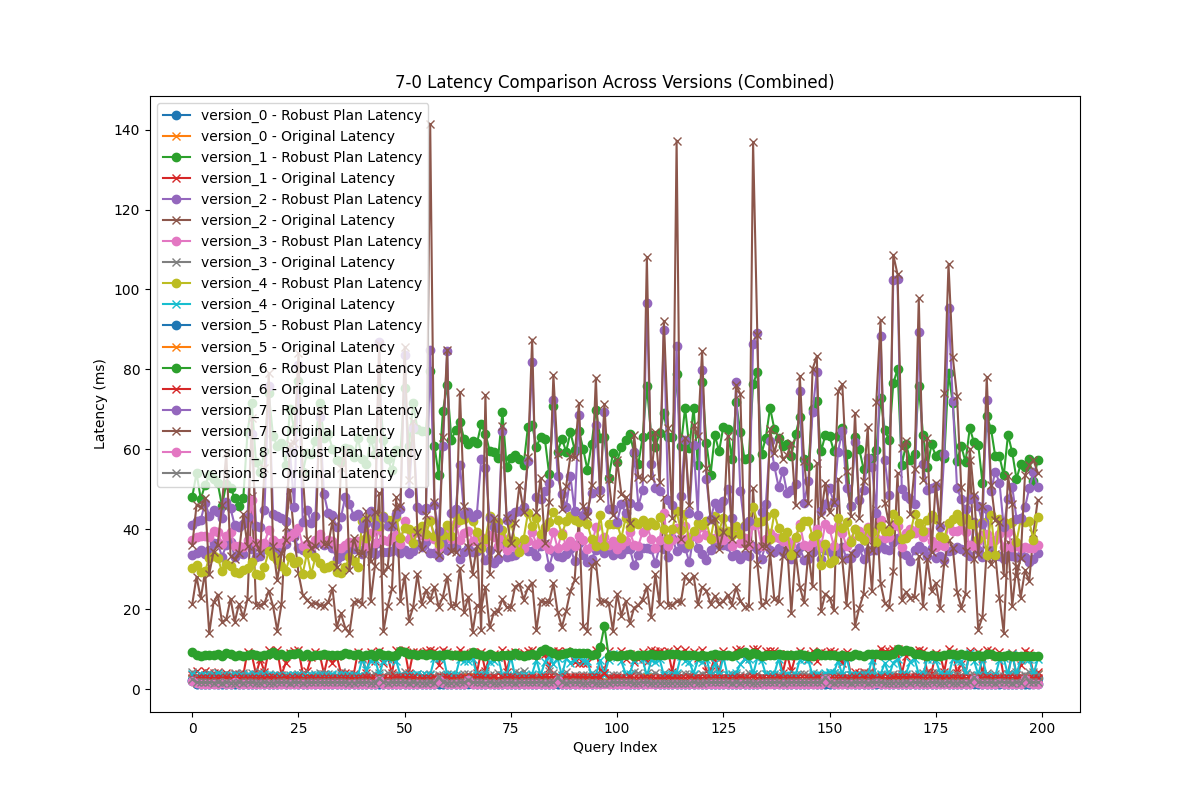 7-0 Latency Comparison Across Versions (Combined)
version_0 - Robust Plan Latency
version_0 - Original Latency
version_1 - Robust Plan Latency
version_1 - Original Latency
version_2 - Robust Plan Latency
version_2 - Original Latency
version_3 - Robust Plan Latency
version_3 - Original Latency
version_4 - Robust Plan Latency
version_4 - Original Latency
version_5 - Robust Plan Latency
version_5 - Original Latency
version_6 - Robust Plan Latency
version_6 - Original Latency
version_7 - Robust Plan Latency
version_7 - Original Latency
version_8 - Robust Plan Latency
version_8 - Original Latency
Latency (ms)
140
120
100
80
60
40
20
0
0 25 50 75 100 125 150 175 200
Query Index